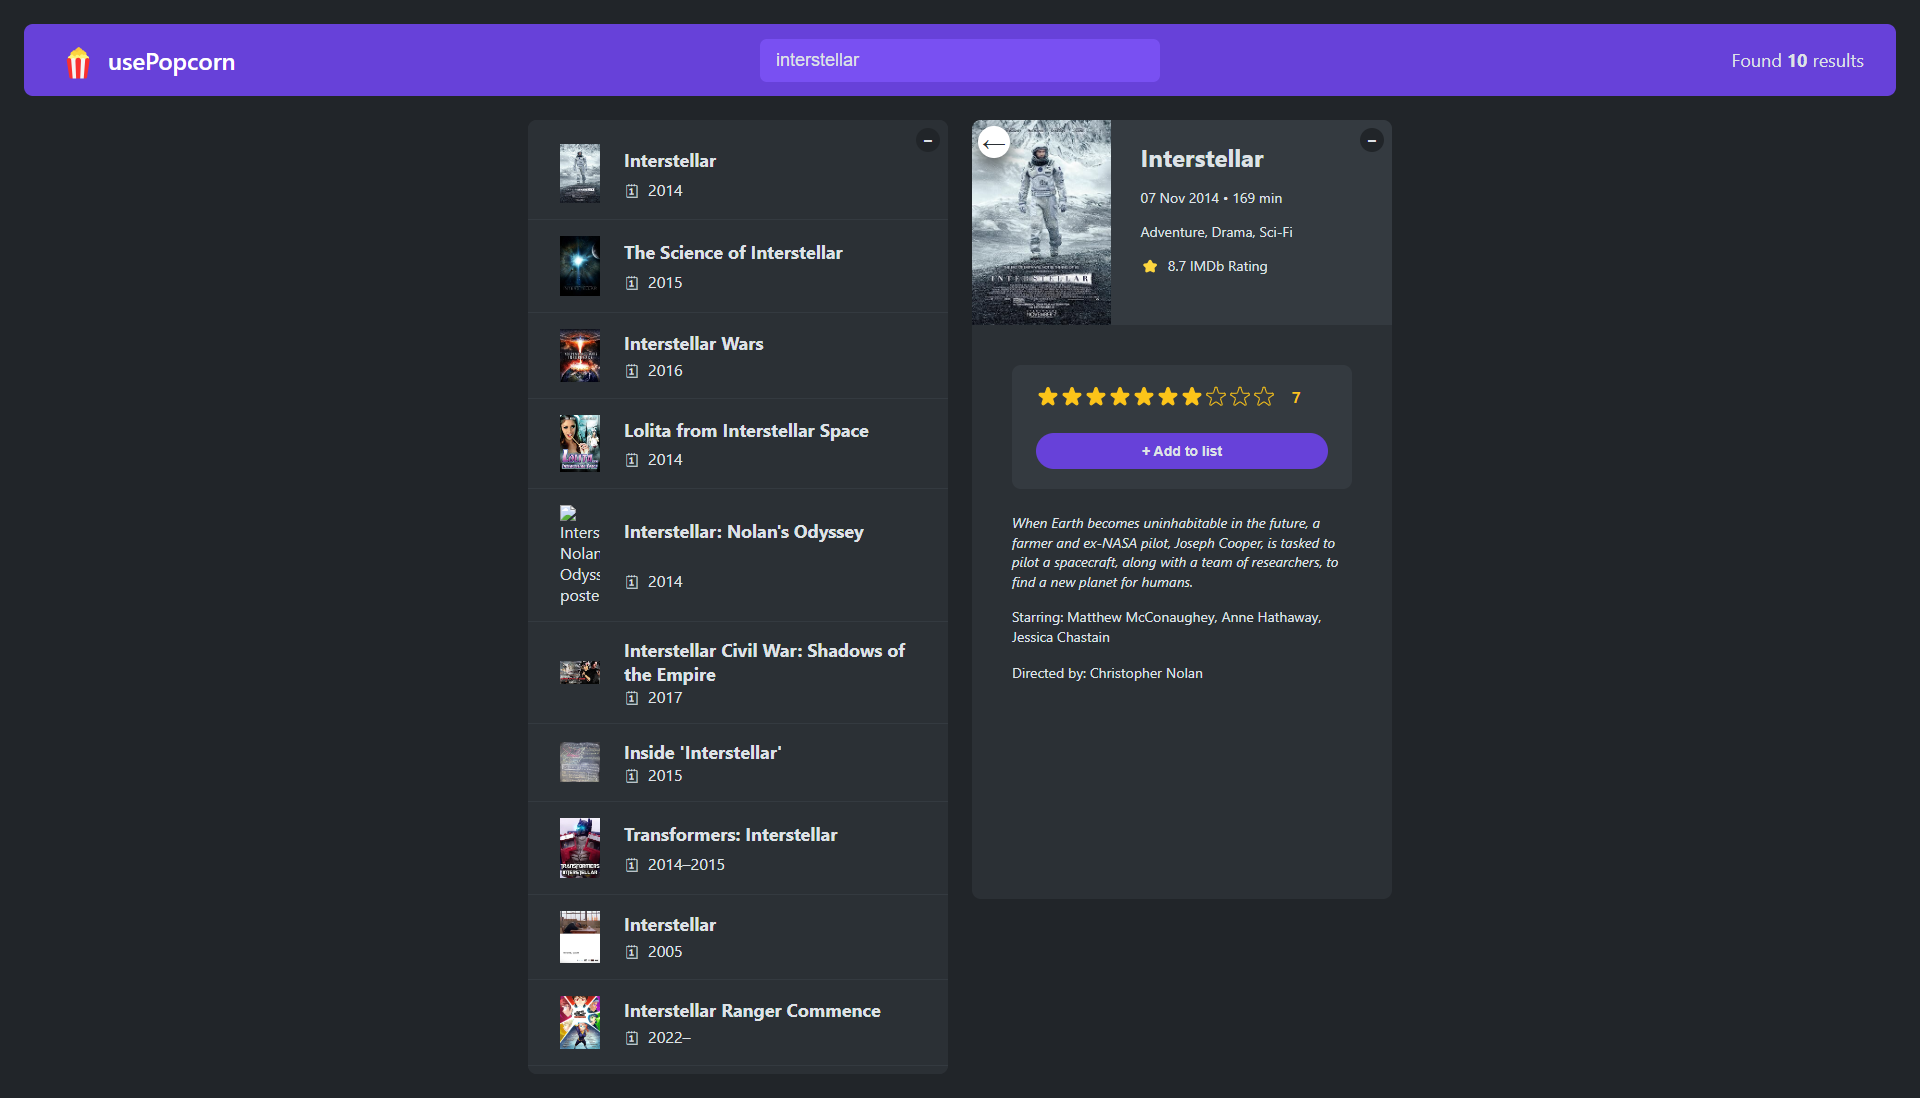 usePopcorn
interstellar
Found 10 results
Interstellar
2014
The Science of Interstellar
2015
Interstellar Wars
2016
Lolita from Interstellar Space
2014
Inters
Nolan
Odyss
poste
Interstellar: Nolan's Odyssey
2014
Interstellar Civil War: Shadows of
the Empire
2017
Inside 'Interstellar'
2015
Transformers: Interstellar
2014–2015
Interstellar
2005
Interstellar Ranger Commence
2022–
INTERSTELLAR
Interstellar
07 Nov 2014 • 169 min
Adventure, Drama, Sci-Fi
8.7 IMDb Rating
7
+ Add to list
When Earth becomes uninhabitable in the future, a
farmer and ex-NASA pilot, Joseph Cooper, is tasked to
pilot a spacecraft, along with a team of researchers, to
find a new planet for humans.
Starring: Matthew McConaughey, Anne Hathaway,
Jessica Chastain
Directed by: Christopher Nolan